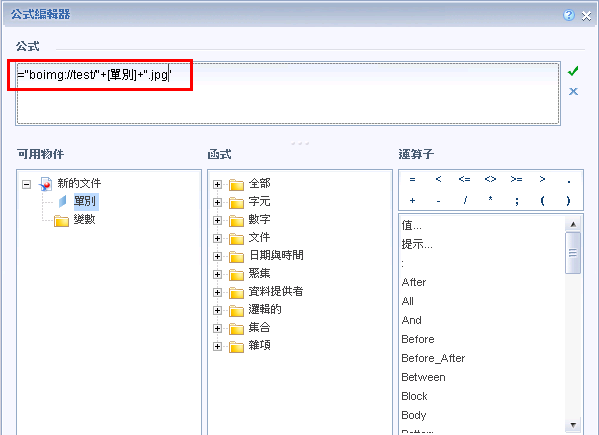 公式編輯器
公式
="boimg://test/"+[單別]+".jpg"
可用物件
函式
運算子
新的文件
單別
變數
全部
字元
數字
文件
日期與時間
聚集
資料提供者
邏輯的
集合
雜項
= < <= <> >= > .
+ - / * ; ( )
值...
提示...
:
After
All
And
Before
Before_After
Between
Block
Body
Bottom